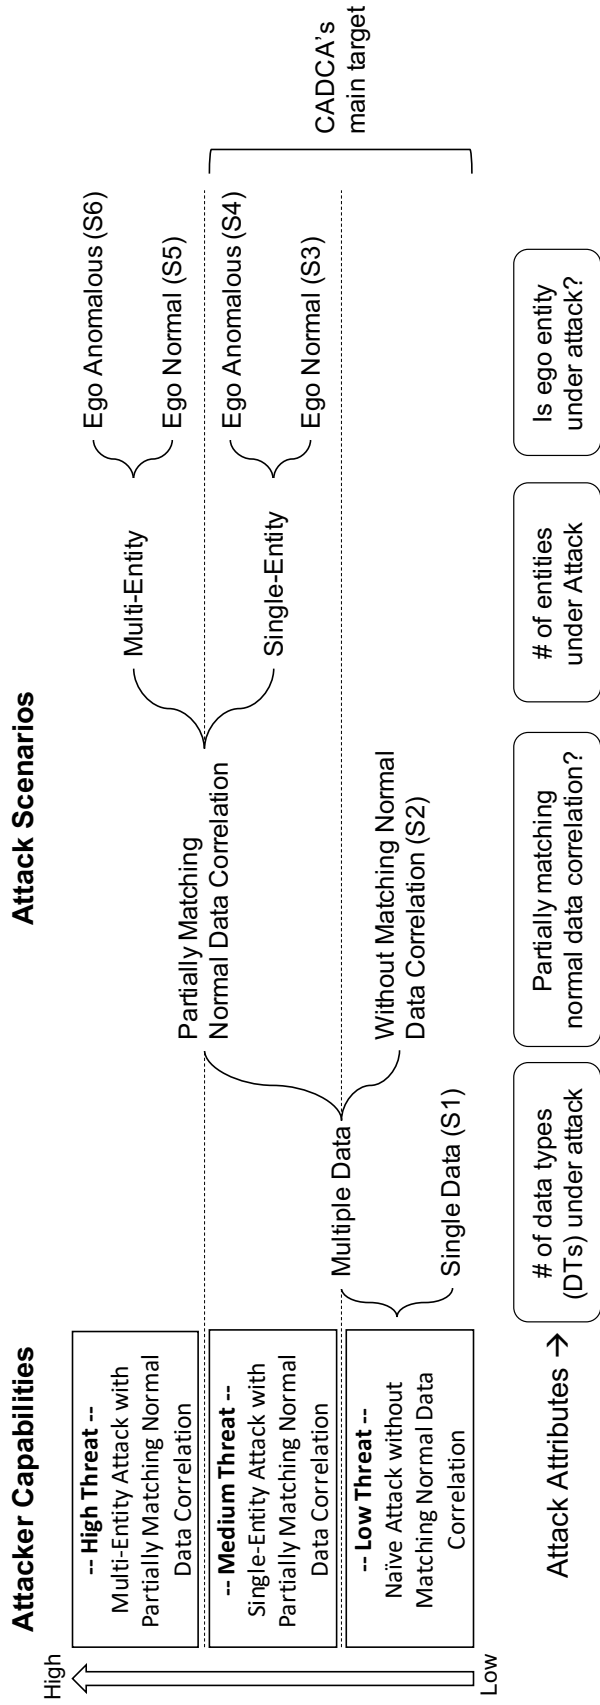 Attacker Capabilities
Attack Scenarios
High
Low
-- High Threat --
Multi-Entity Attack with
Partially Matching Normal
Data Correlation
-- Medium Threat --
Single-Entity Attack with
Partially Matching Normal
Data Correlation
-- Low Threat --
Naïve Attack without
Matching Normal Data
Correlation
Multiple Data
Single Data (S1)
Partially Matching
Normal Data Correlation
Without Matching Normal
Data Correlation (S2)
Multi-Entity
Single-Entity
Ego Anomalous (S6)
Ego Normal (S5)
Ego Anomalous (S4)
Ego Normal (S3)
CADCA's
main target
Attack Attributes →
# of data types
(DTs) under attack
Partially matching
normal data correlation?
# of entities
under Attack
Is ego entity
under attack?